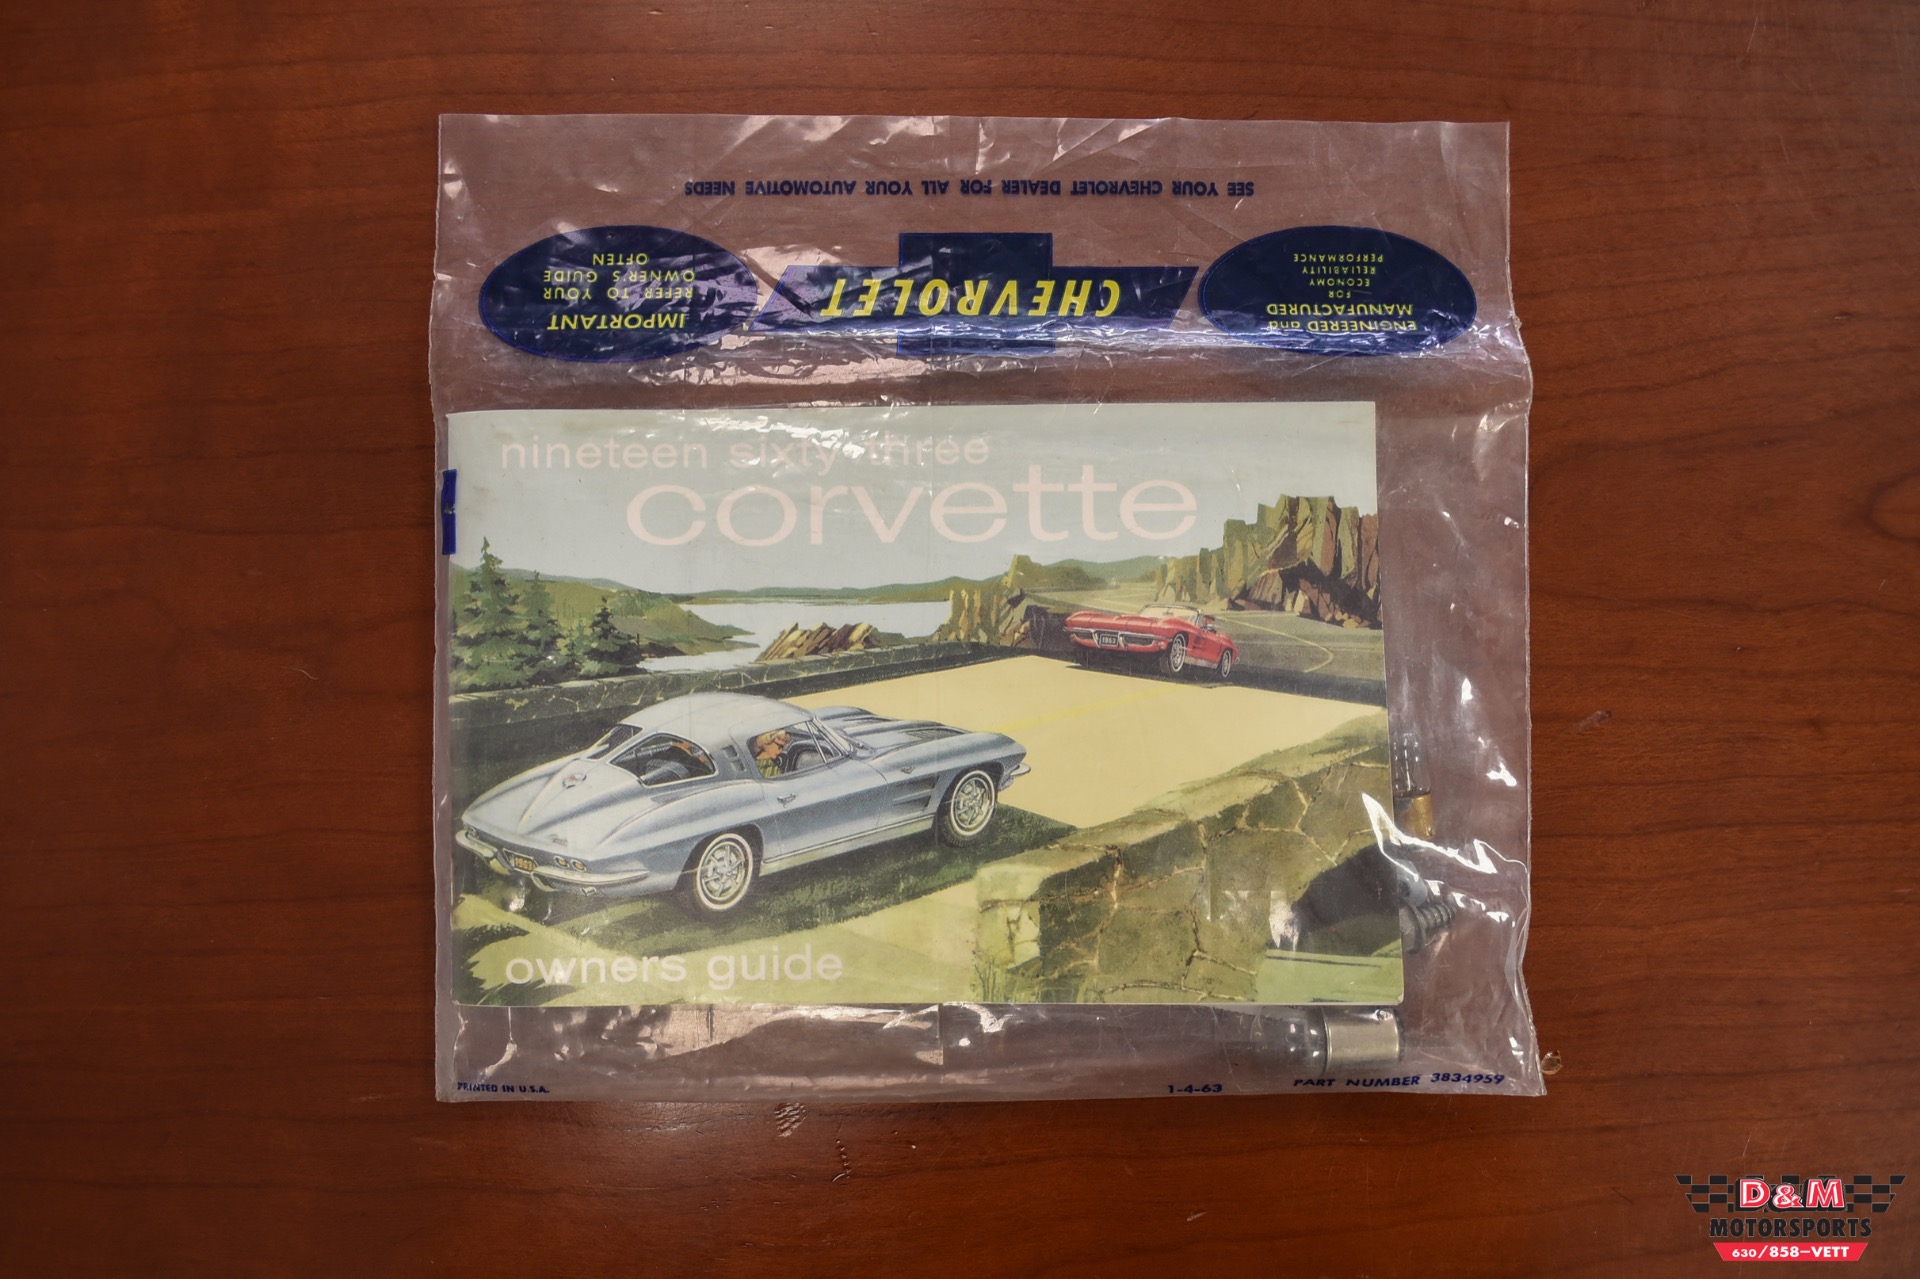 SEE YOUR CHEVROLET DEALER FOR ALL YOUR AUTOMOTIVE NEEDS
IMPORTANT
REFER TO YOUR
OWNER'S GUIDE
OFTEN
CHEVROLET
ENGINEERED and
MANUFACTURED
FOR
ECONOMY
RELIABILITY
PERFORMANCE
nineteen sixty-three
corvette
1963
1963
owners guide
PRINTED IN U.S.A.
1-4-63
PART NUMBER 3834959
D&M
MOTORSPORTS
630/858-VETT